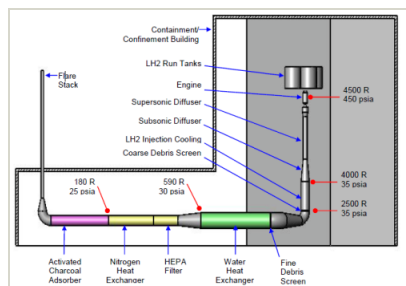 Containment/
Confinement Building
LH2 Run Tanks
Flare
Stack
Engine
4500 R
450 psia
Supersonic Diffuser
Subsonic Diffuser
LH2 Injection Cooling
Coarse Debris Screen
4000 R
35 psia
180 R
25 psia
590 R
30 psia
2500 R
35 psia
Activated
Charcoal
Adsorber
Nitrogen
Heat
Exchanger
HEPA
Filter
Water
Heat
Exchanger
Fine
Debris
Screen